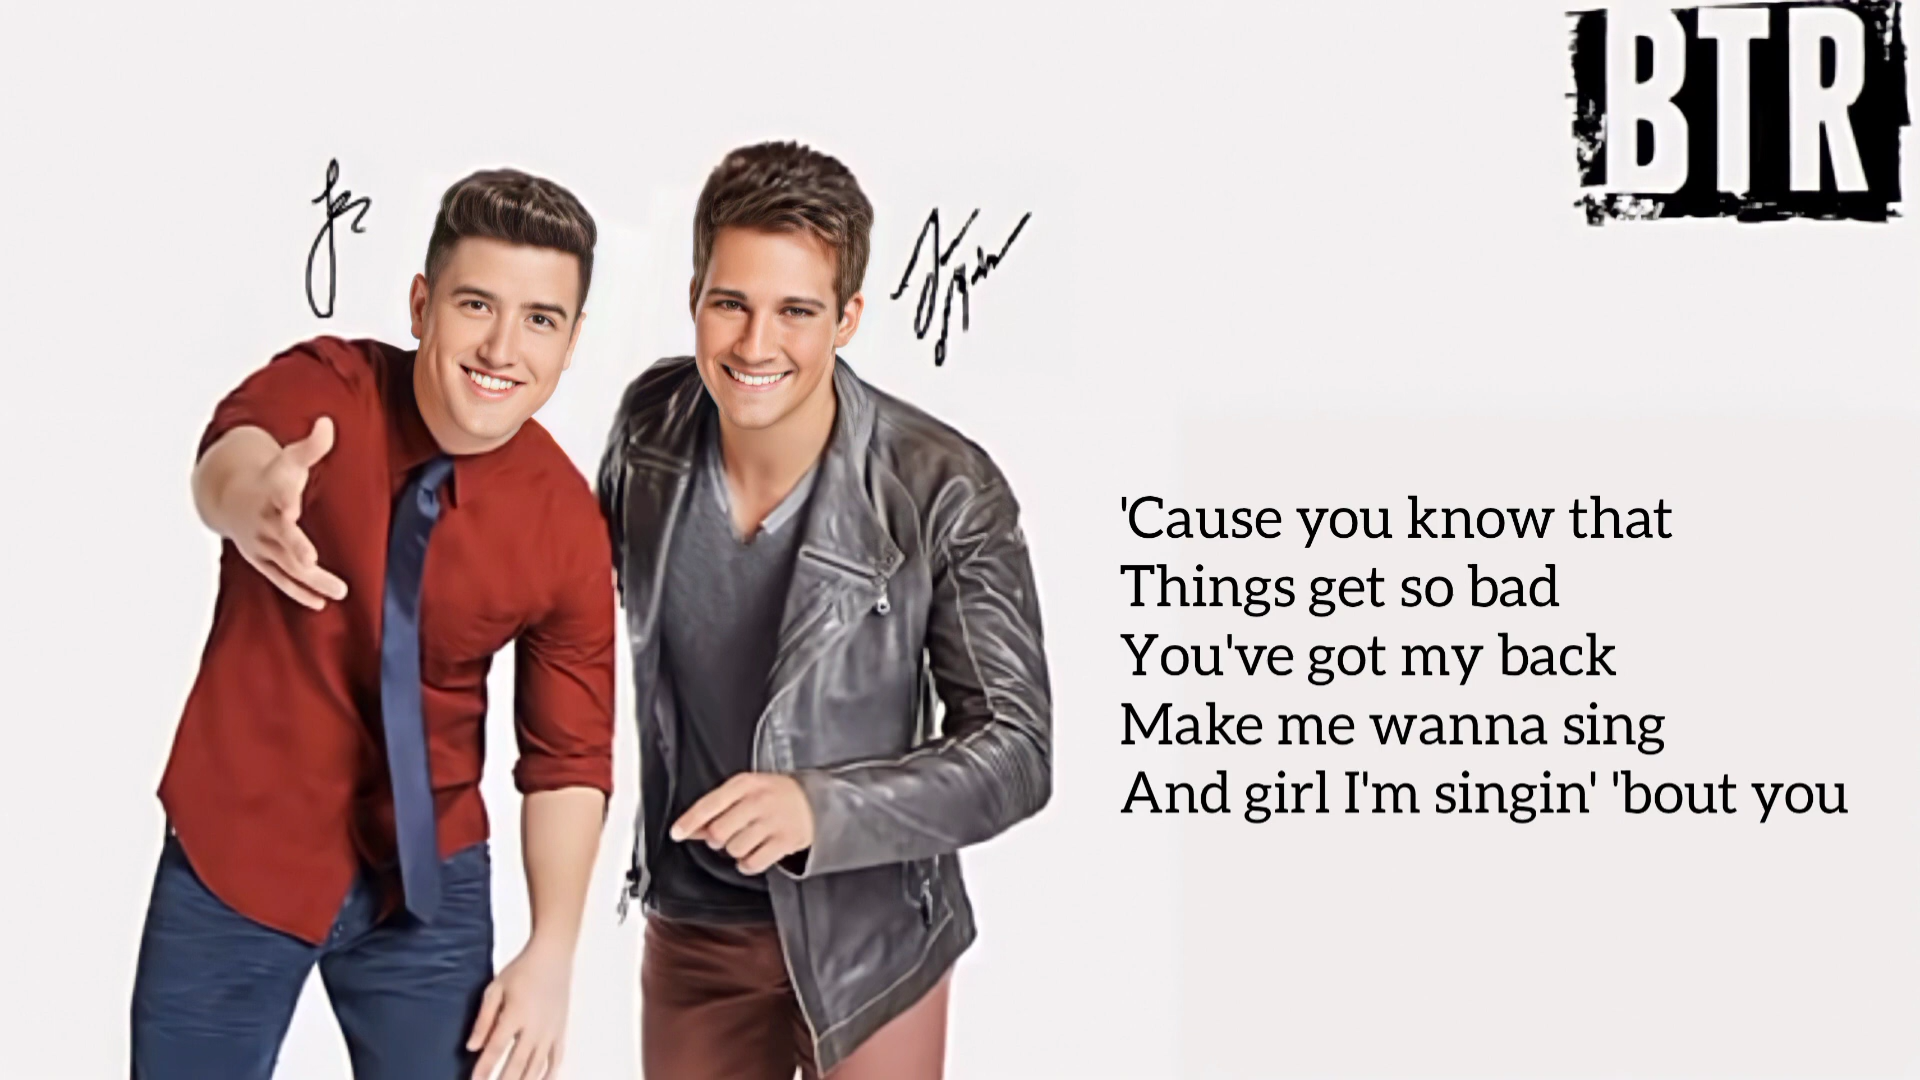 BTR
'Cause you know that
Things get so bad
You've got my back
Make me wanna sing
And girl I'm singin' 'bout you